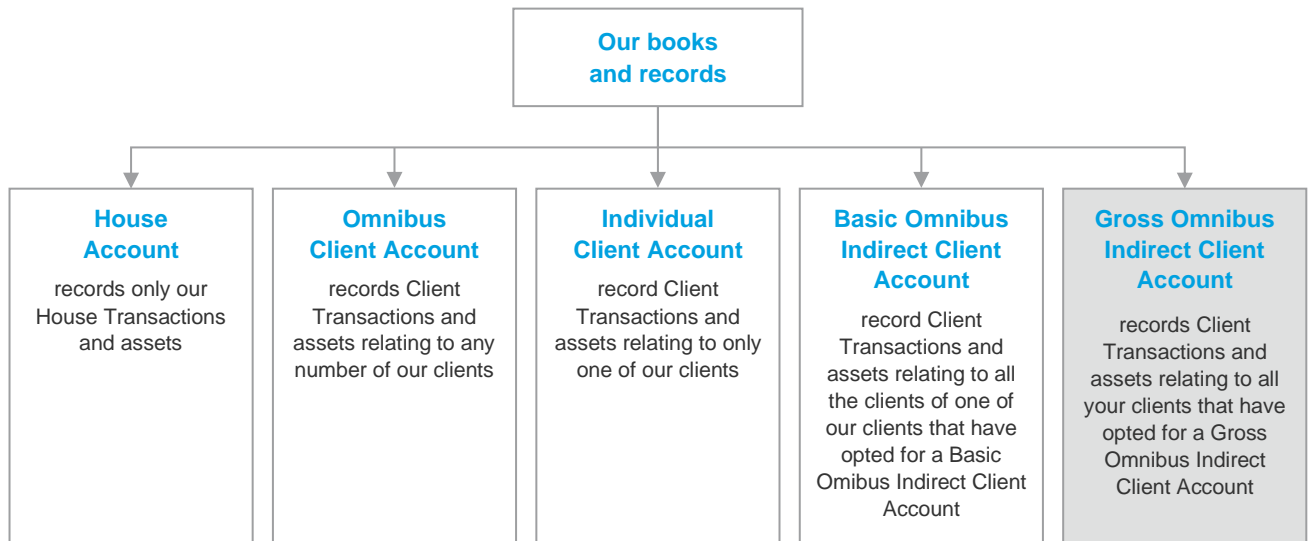 Our books
and records
House
Account
records only our
House Transactions
and assets
Omnibus
Client Account
records Client
Transactions and
assets relating to any
number of our clients
Individual
Client Account
record Client
Transactions and
assets relating to only
one of our clients
Basic Omnibus
Indirect Client
Account
record Client
Transactions and
assets relating to all
the clients of one of
our clients that have
opted for a Basic
Omibus Indirect Client
Account
Gross Omnibus
Indirect Client
Account
records Client
Transactions and
assets relating to all
your clients that have
opted for a Gross
Omnibus Indirect
Client Account